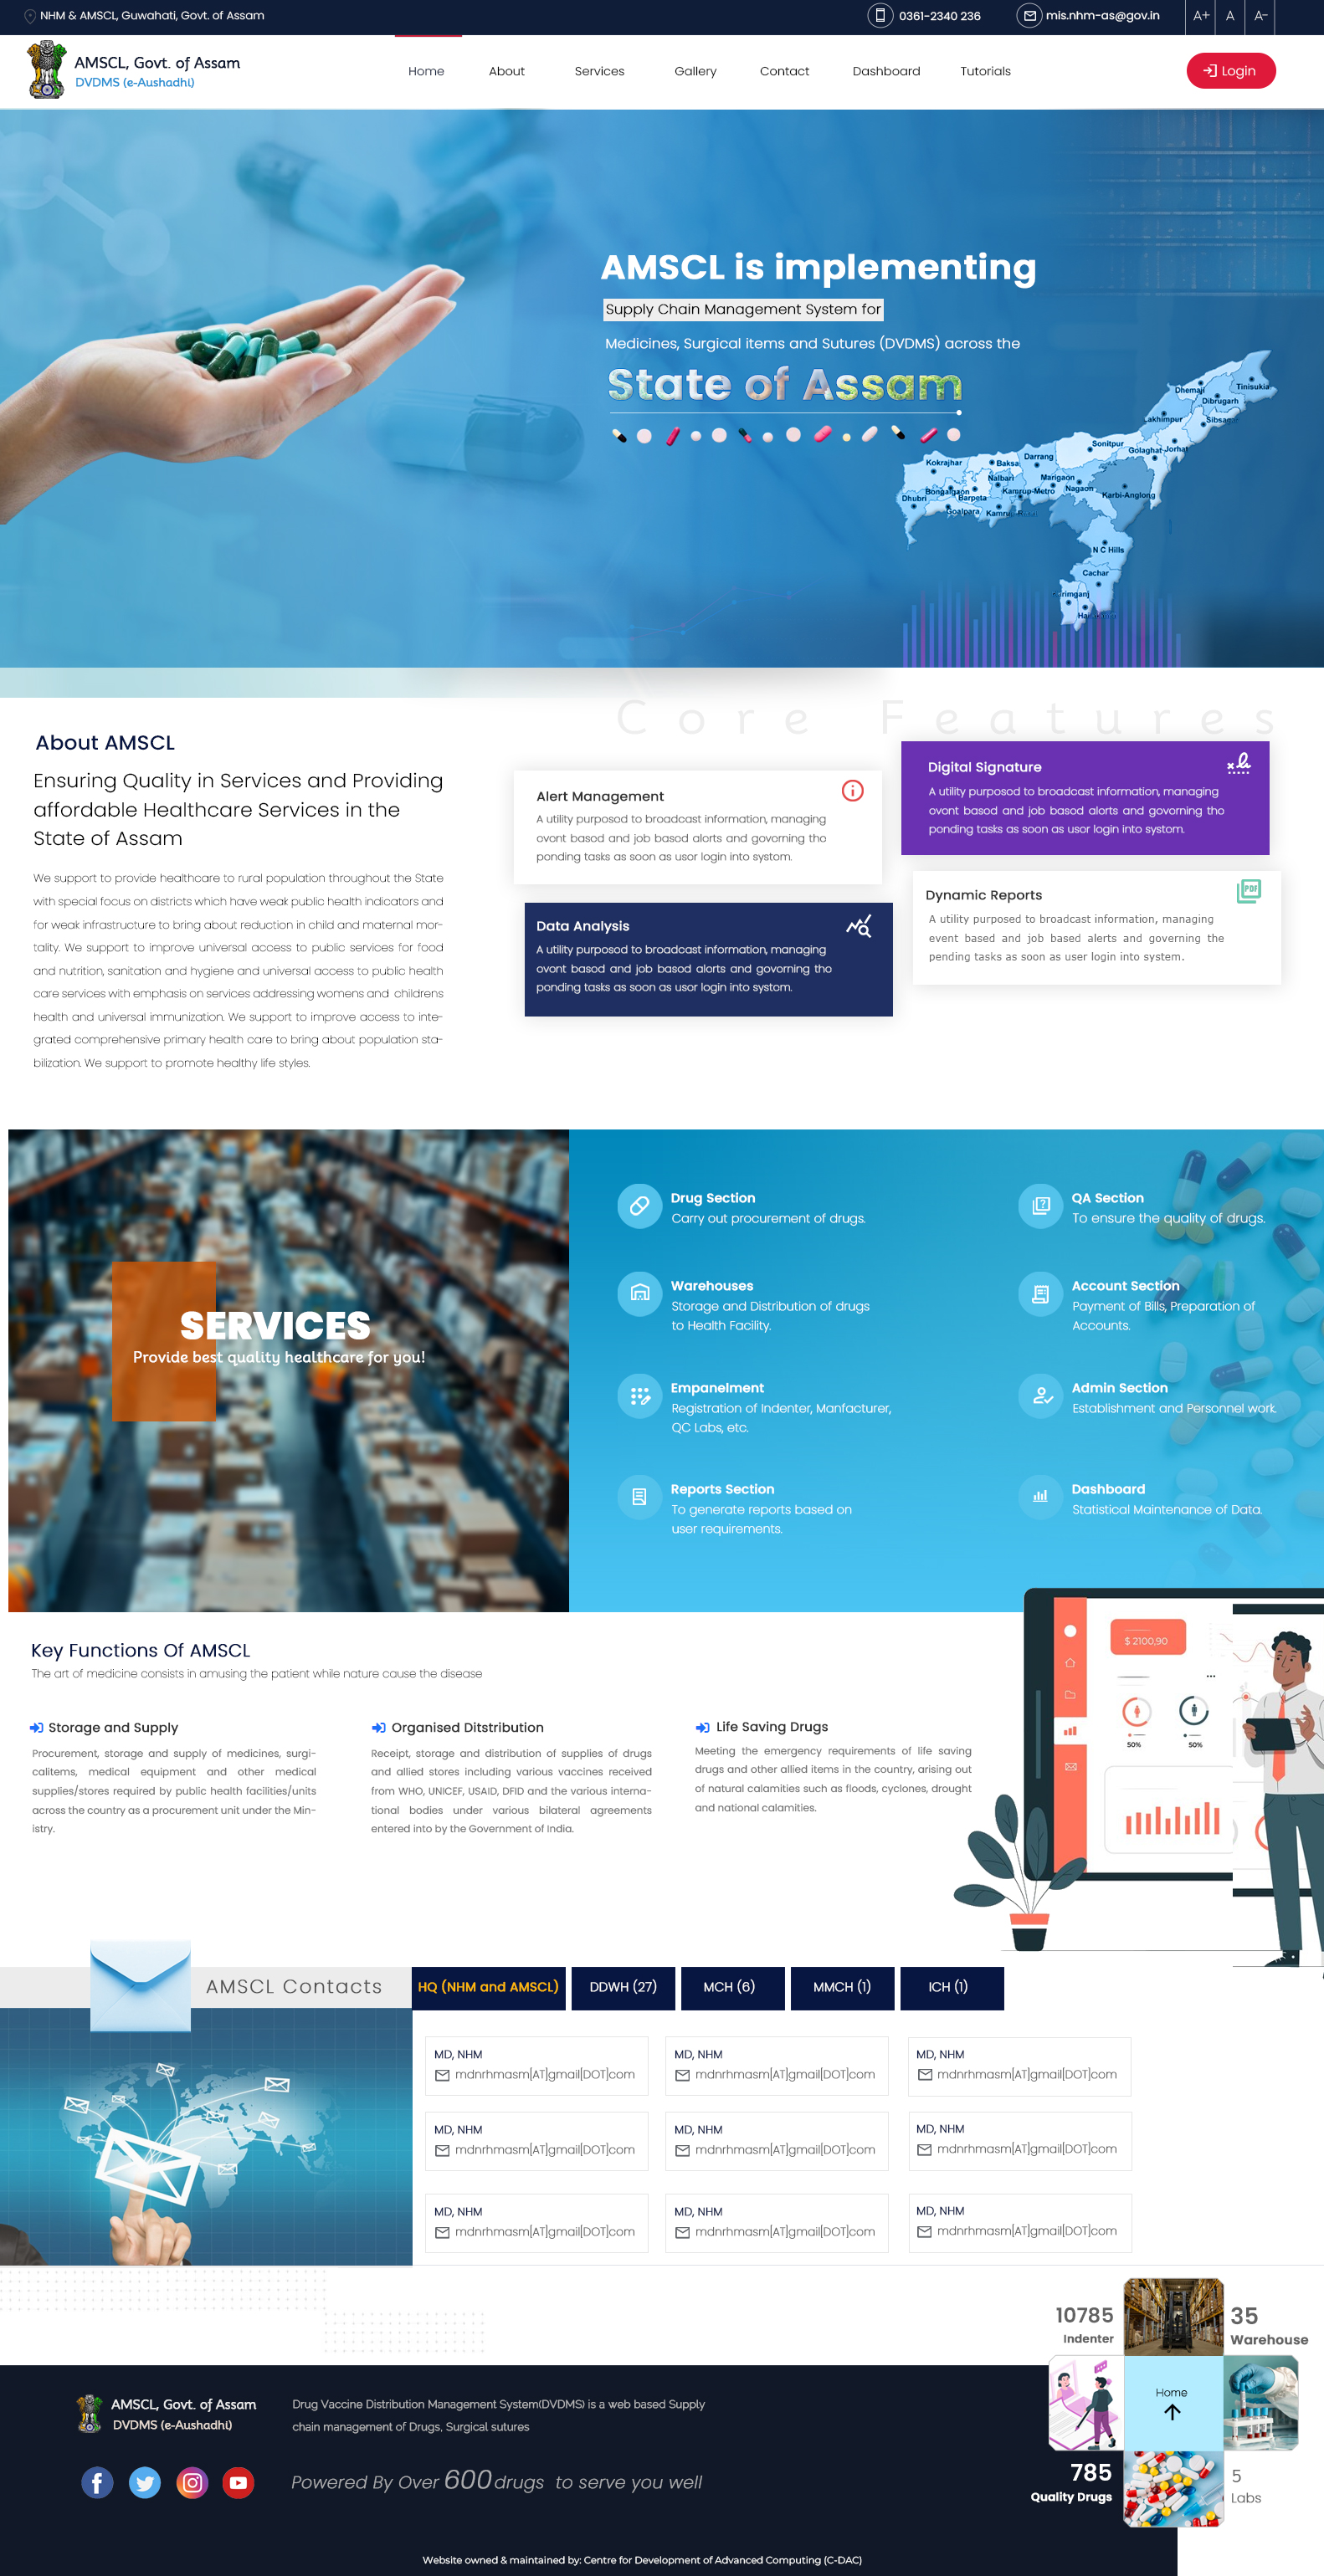 NHM & AMSCL, Guwahati, Govt. of Assam
0361-2340 236
mis.nhm-as@gov.in
A+
A
A-
AMSCL, Govt. of Assam
DVDMS (e-Aushadhi)
Home
About
Services
Gallery
Contact
Dashboard
Tutorials
Login
AMSCL is implementing
Supply Chain Management System for
Medicines, Surgical items and Sutures (DVDMS) across the
State of Assam
Tinisukia
Dhemaji
Dibrugarh
Lakhimpur
Sibsagar
Sonitpur
Golaghat
Jorhat
Darrang
Kokrajhar
Baksa
Nalbari
Marigaon
Nagaon
Karbi-Anglong
Kamrup-Metro
Bongaigaon
Barpeta
Dhubri
Goalpara
N C Hills
Cachar
Core Features
About AMSCL
Ensuring Quality in Services and Providing
affordable Healthcare Services in the
State of Assam
We support to provide healthcare to rural population throughout the State
with special focus on districts which have weak public health indicators and
for weak infrastructure to bring about reduction in child and maternal mor-
tality. We support to improve universal access to public services for food
and nutrition, sanitation and hygiene and universal access to public health
care services with emphasis on services addressing womens and childrens
health and universal immunization. We support to improve access to inte-
grated comprehensive primary health care to bring about population sta-
bilization. We support to promote healthy life styles.
Alert Management
A utility purposod to broadcast information, managing
ovont basod and job basod alorts and govorning tho
ponding tasks as soon as usor login into systom.
Digital Signature
A utility purposod to broadcast information, managing
ovont basod and job basod alorts and govorning tho
ponding tasks as soon as usor login into systom.
Data Analysis
A utility purposod to broadcast information, managing
ovont basod and job basod alorts and govorning tho
ponding tasks as soon as usor login into systom.
PDF
Dynamic Reports
A utility purposed to broadcast information, managing
event based and job based alerts and governing the
pending tasks as soon as user login into system.
SERVICES
Provide best quality healthcare for you!
Drug Section
Carry out procurement of drugs.
QA Section
To ensure the quality of drugs.
Warehouses
Storage and Distribution of drugs
to Health Facility.
Account Section
Payment of Bills, Preparation of
Accounts.
Empanelment
Registration of Indenter, Manfacturer,
QC Labs, etc.
Admin Section
Establishment and Personnel work.
Reports Section
To generate reports based on
user requirements.
Dashboard
Statistical Maintenance of Data.
$ 2100,90
50%
50%
Key Functions Of AMSCL
The art of medicine consists in amusing the patient while nature cause the disease
Storage and Supply
Procurement, storage and supply of medicines, surgi-
calitems, medical equipment and other medical
supplies/stores required by public health facilities/units
across the country as a procurement unit under the Min-
istry.
Organised Ditstribution
Receipt, storage and distribution of supplies of drugs
and allied stores including various vaccines received
from WHO, UNICEF, USAID, DFID and the various interna-
tional bodies under various bilateral agreements
entered into by the Government of India.
Life Saving Drugs
Meeting the emergency requirements of life saving
drugs and other allied items in the country, arising out
of natural calamities such as floods, cyclones, drought
and national calamities.
AMSCL Contacts
HQ (NHM and AMSCL)
DDWH (27)
MCH (6)
MMCH (1)
ICH (1)
MD, NHM
mdnrhmasm[AT]gmail[DOT]com
MD, NHM
mdnrhmasm[AT]gmail[DOT]com
MD, NHM
mdnrhmasm[AT]gmail[DOT]com
MD, NHM
mdnrhmasm[AT]gmail[DOT]com
MD, NHM
mdnrhmasm[AT]gmail[DOT]com
MD, NHM
mdnrhmasm[AT]gmail[DOT]com
MD, NHM
mdnrhmasm[AT]gmail[DOT]com
MD, NHM
mdnrhmasm[AT]gmail[DOT]com
MD, NHM
mdnrhmasm[AT]gmail[DOT]com
10785
Indenter
35
Warehouse
Home
785
Quality Drugs
5
Labs
AMSCL, Govt. of Assam
DVDMS (e-Aushadhi)
Drug Vaccine Distribution Management System(DVDMS) is a web based Supply
chain management of Drugs, Surgical sutures
Powered By Over 600 drugs to serve you well
Website owned & maintained by: Centre for Development of Advanced Computing (C-DAC)